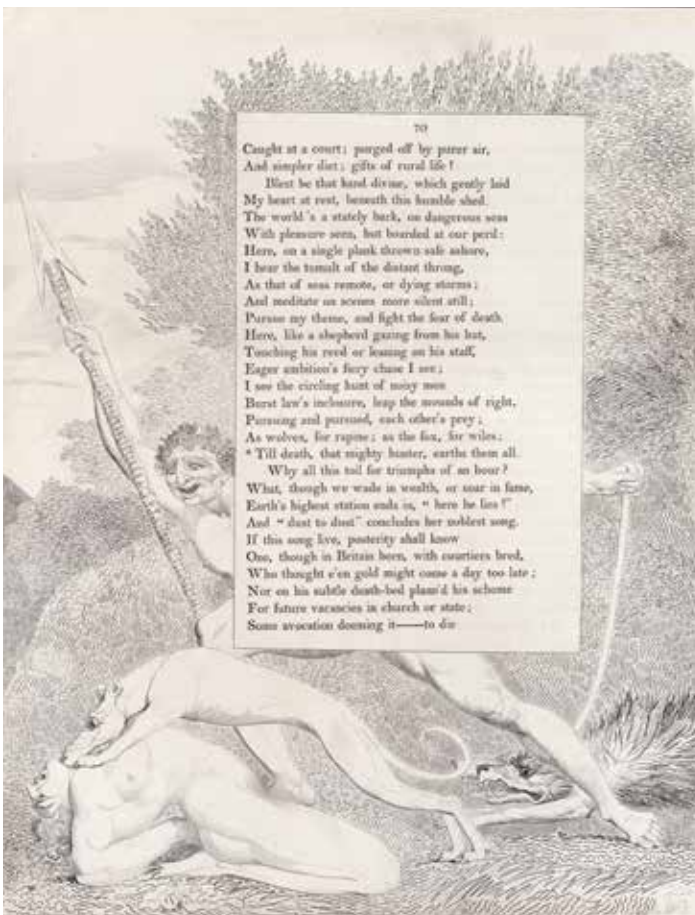 70
Caught at a court; purged off by purer air,
And simpler diet; gifts of rural life!
Blest be that hand divine, which gently laid
My heart at rest, beneath this humble shed.
The world's a stately bark, on dangerous seas
With pleasure seen, but boarded at our peril:
Here, on a single plank thrown safe ashore,
I hear the tumult of the distant throng,
As that of seas remote, or dying storms;
And meditate on scenes more silent still;
Pursue my theme, and fight the fear of death.
Here, like a shepherd gazing from his hut,
Touching his reed or leaning on his staff,
Eager ambition's fiery chase I see;
I see the circling hunt of noisy men
Burst law's inclosure, leap the mounds of right,
Pursuing and pursued, each other's prey;
As wolves, for rapine; as the fox, for wiles;
* Till death, that mighty hunter, earths them all.
Why all this toil for triumphs of an hour?
What, though we wade in wealth, or soar in fame,
Earth's highest station ends in, "here he lies!"
And "dust to dust" concludes her noblest song.
If this song live, posterity shall know
One, though in Britain born, with courtiers bred,
Who thought e'en gold might come a day too late;
Nor on his subtle death-bed plann'd his scheme
For future vacancies in church or state;
Some avocation deeming it——to die